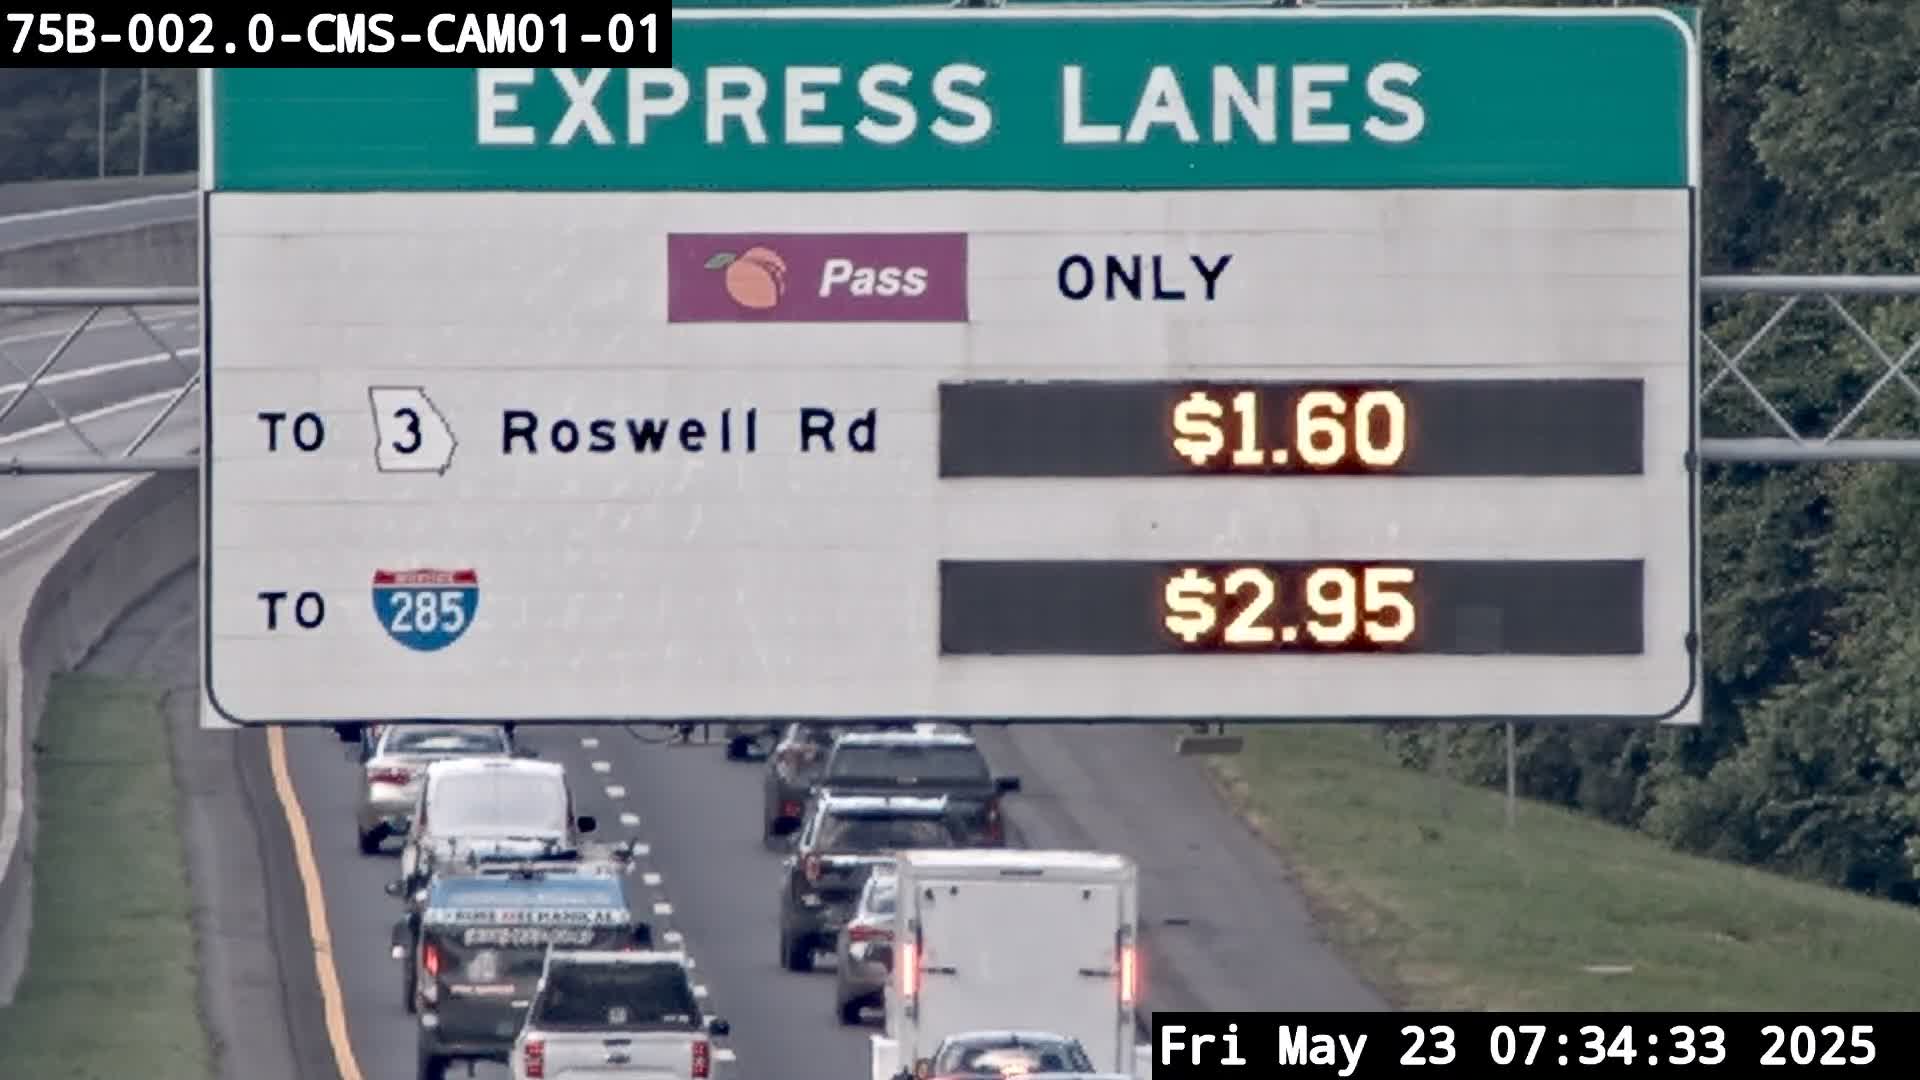 75B-002.0-CMS-CAM01-01
EXPRESS LANES
Pass ONLY
TO 3 Roswell Rd $1.60
TO 285 $2.95
Fri May 23 07:34:33 2025